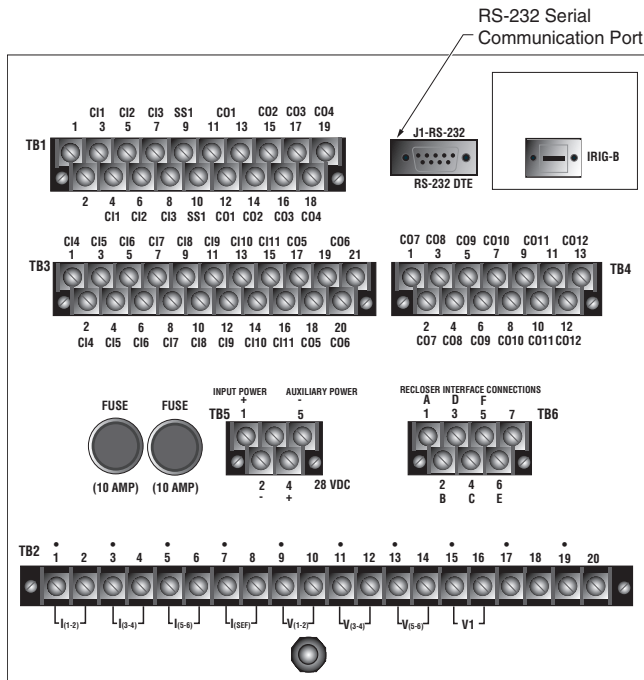 RS-232 Serial
Communication Port
CI1 CI2 CI3 SS1 CO1 CO2 CO3 CO4
1 3 5 7 9 11 13 15 17 19
TB1
2 4 6 8 10 12 14 16 18
CI1 CI2 CI3 SS1 CO1 CO2 CO3 CO4
J1-RS-232
RS-232 DTE
IRIG-B
CI4 CI5 CI6 CI7 CI8 CI9 CI10 CI11 CO5 CO6
1 3 5 7 9 11 13 15 17 19 21
TB3
2 4 6 8 10 12 14 16 18 20
CI4 CI5 CI6 CI7 CI8 CI9 CI10 CI11 CO5 CO6
CO7 CO8 CO9 CO10 CO11 CO12
1 3 5 7 9 11 13
TB4
2 4 6 8 10 12
CO7 CO8 CO9 CO10 CO11 CO12
FUSE FUSE
(10 AMP) (10 AMP)
INPUT POWER AUXILIARY POWER
+ -
TB5 1 5
2 4 28 VDC
- +
RECLOSER INTERFACE CONNECTIONS
A D F
1 3 5 7 TB6
2 4 6
B C E
TB2
1 2 3 4 5 6 7 8 9 10 11 12 13 14 15 16 17 18 19 20
I(1-2) I(3-4) I(5-6) I(SEF) V(1-2) V(3-4) V(5-6) V1